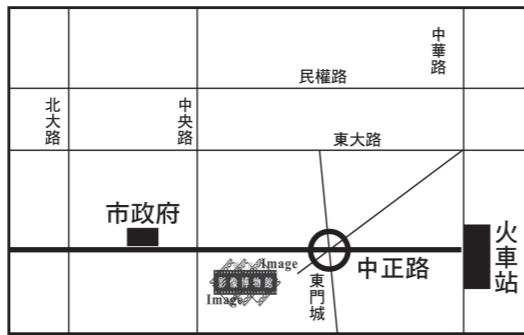 中華路
民權路
北大路
中央路
東大路
市政府
火車站
中正路
Image
影像博物館
Image
東門城